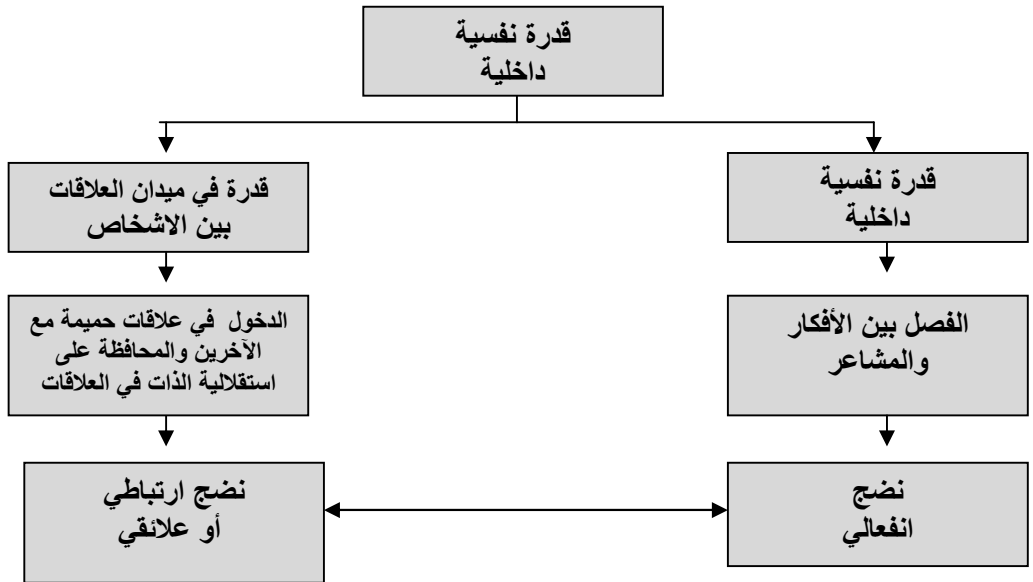 قدرة نفسية
داخلية
قدرة نفسية
داخلية
قدرة في ميدان العلاقات
بين الاشخاص
الفصل بين الأفكار
والمشاعر
الدخول في علاقات حميمة مع
الآخرين والمحافظة على
استقلالية الذات في العلاقات
نضج
انفعالي
نضج ارتباطي
أو علائقي